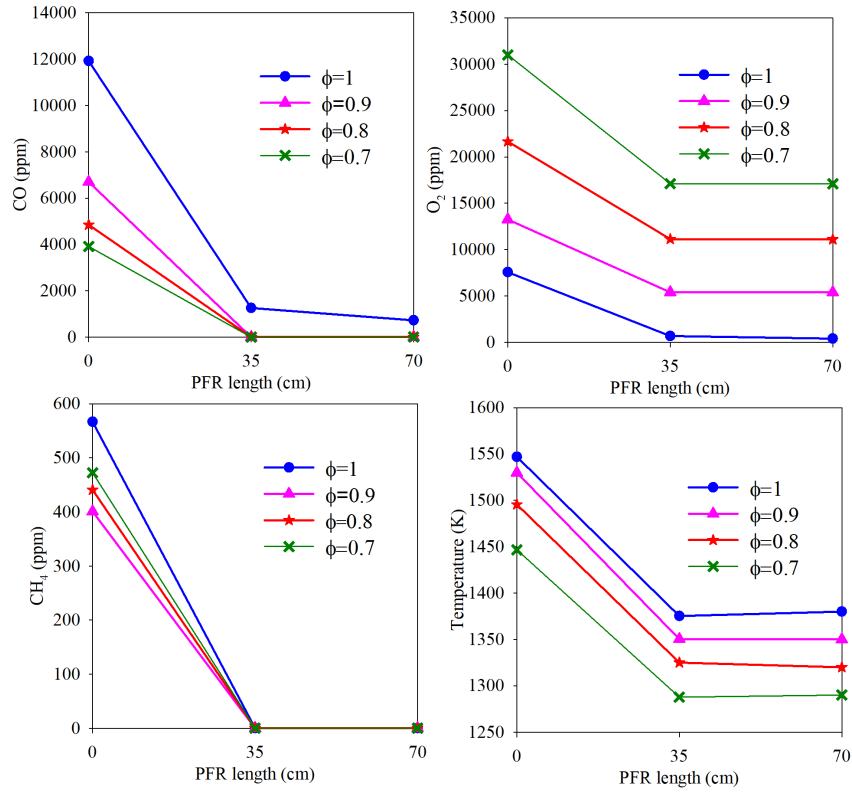 14000
12000
10000
8000
6000
4000
2000
0
CO (ppm)
0 35 70
PFR length (cm)
ϕ=1
ϕ=0.9
ϕ=0.8
ϕ=0.7
35000
30000
25000
20000
15000
10000
5000
0
O₂ (ppm)
0 35 70
PFR length (cm)
ϕ=1
ϕ=0.9
ϕ=0.8
ϕ=0.7
600
500
400
300
200
100
0
CH₄ (ppm)
0 35 70
PFR length (cm)
ϕ=1
ϕ=0.9
ϕ=0.8
ϕ=0.7
1600
1550
1500
1450
1400
1350
1300
1250
Temperature (K)
0 35 70
PFR length (cm)
ϕ=1
ϕ=0.9
ϕ=0.8
ϕ=0.7